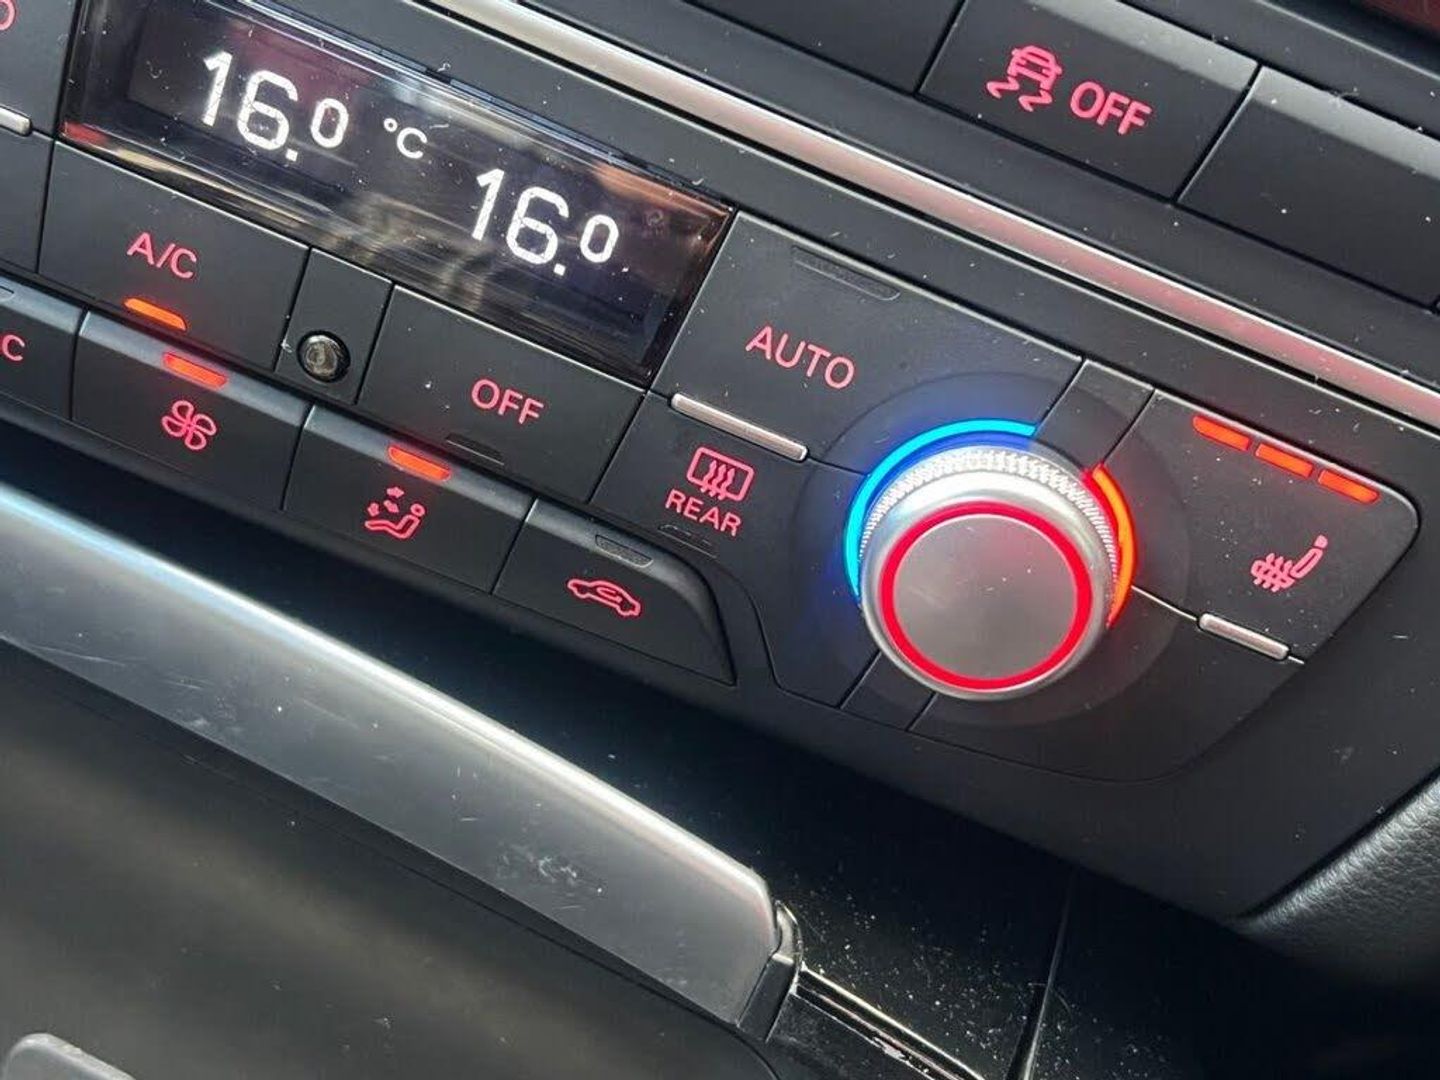 16.0 °C 16.0
OFF
A/C
AUTO
OFF
REAR
C